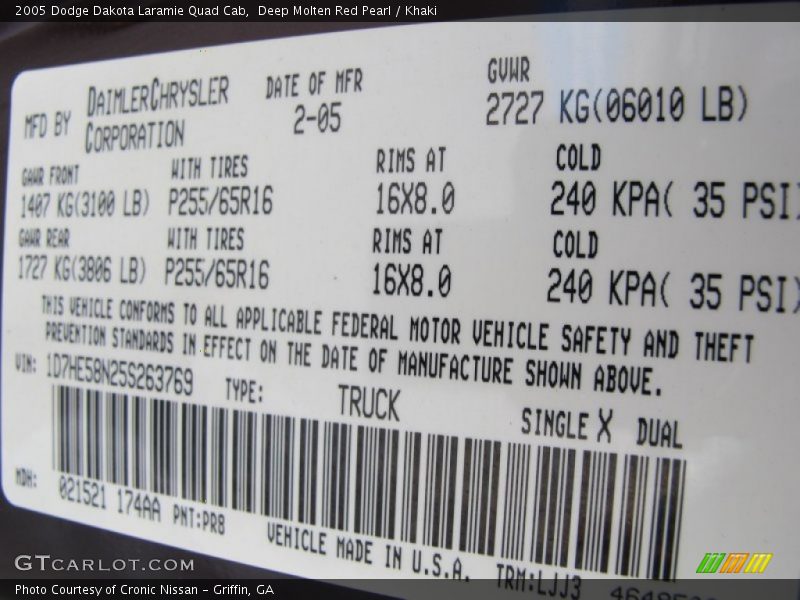 2005 Dodge Dakota Laramie Quad Cab,  Deep Molten Red Pearl / Khaki
MFD BY DAIMLERCHRYSLER CORPORATION
DATE OF MFR 2-05
GVWR 2727 KG(06010 LB)
GAWR FRONT WITH TIRES RIMS AT COLD
1407 KG(3100 LB) P255/65R16 16X8.0 240 KPA( 35 PSI)
GAWR REAR WITH TIRES RIMS AT COLD
1727 KG(3806 LB) P255/65R16 16X8.0 240 KPA( 35 PSI)
THIS VEHICLE CONFORMS TO ALL APPLICABLE FEDERAL MOTOR VEHICLE SAFETY AND THEFT
PREVENTION STANDARDS IN EFFECT ON THE DATE OF MANUFACTURE SHOWN ABOVE.
VIN: 1D7HE58N25S263769 TYPE: TRUCK SINGLE X DUAL
MDH: 021521 174AA PNT:PR8 VEHICLE MADE IN U.S.A. TRM:LJJ3
GTCARLOT.COM
Photo Courtesy of Cronic Nissan - Griffin, GA